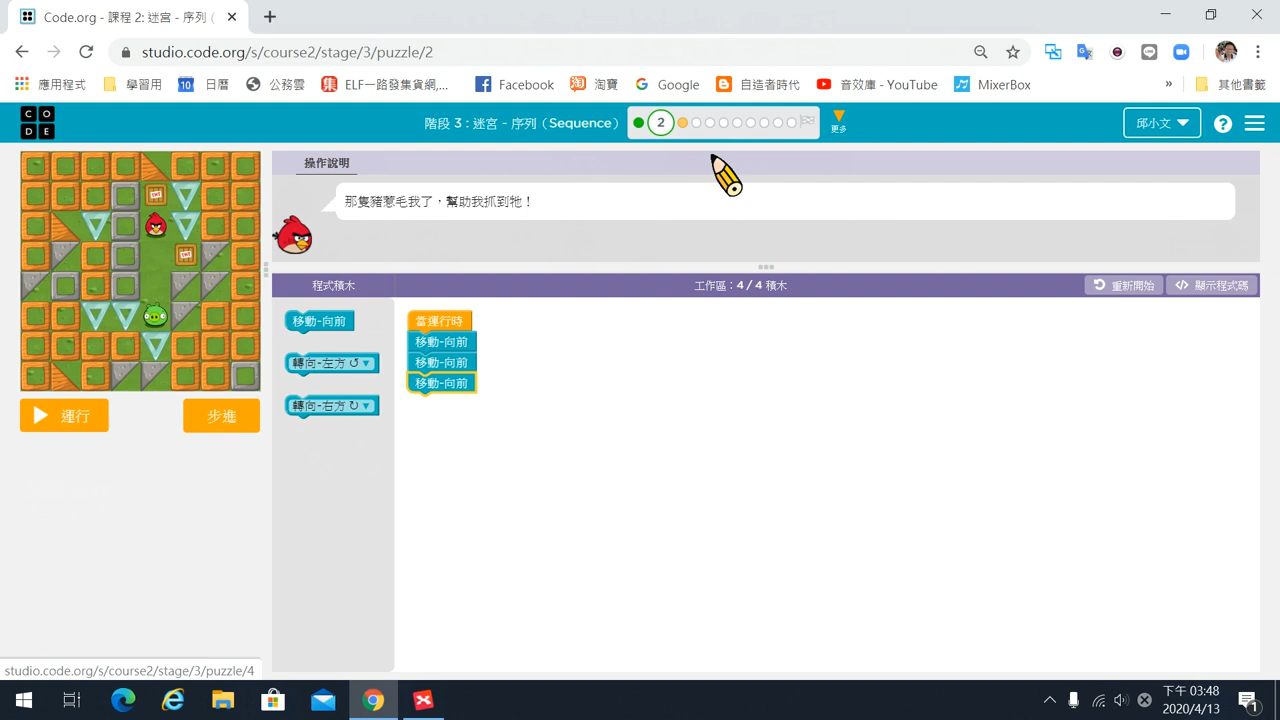 Code.org - 課程 2: 迷宮 - 序列 (
studio.code.org/s/course2/stage/3/puzzle/2
應用程式 學習用 日曆 公務雲 ELF一路發集貨網,... Facebook 淘寶 Google 自造者時代 音效庫 - YouTube MixerBox » 其他書籤
C O D E
階段 3 : 迷宮 - 序列 (Sequence)
2
更多
邱小文
操作說明
那隻豬惹毛我了，幫助我抓到牠！
程式積木
工作區 : 4 / 4 積木
重新開始
顯示程式碼
移動-向前
轉向-左方
轉向-右方
當運行時
移動-向前
移動-向前
移動-向前
TNT
TNT
運行
步進
studio.code.org/s/course2/stage/3/puzzle/4
下午 03:48
2020/4/13
1